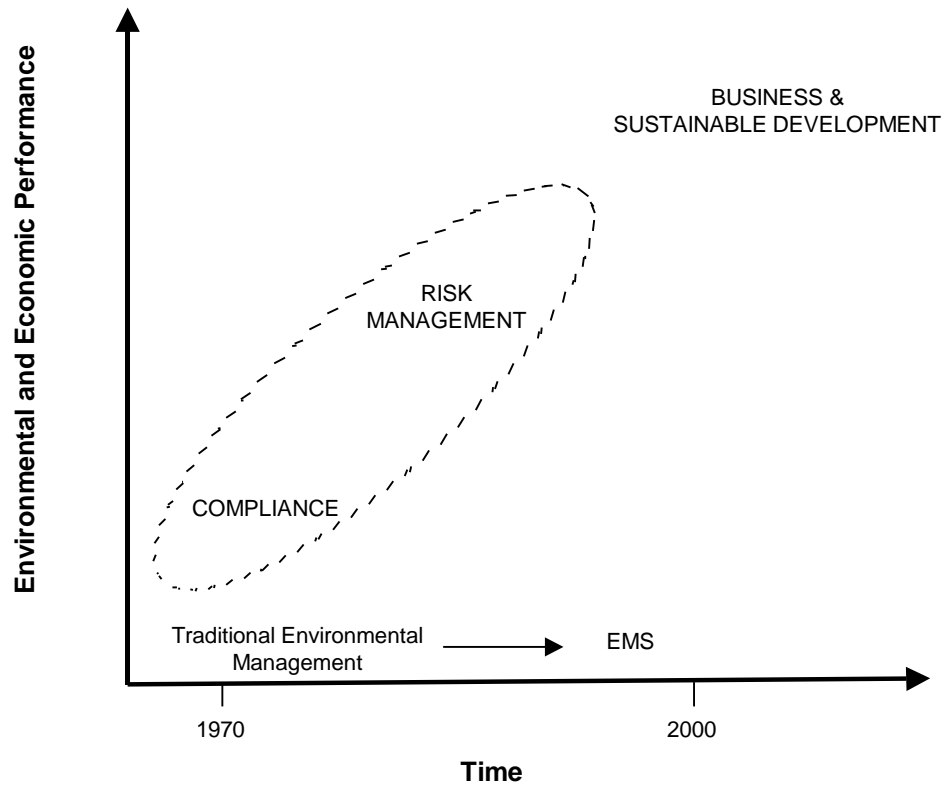 Environmental and Economic Performance
BUSINESS &
SUSTAINABLE DEVELOPMENT
RISK
MANAGEMENT
COMPLIANCE
Traditional Environmental
Management
EMS
1970
2000
Time